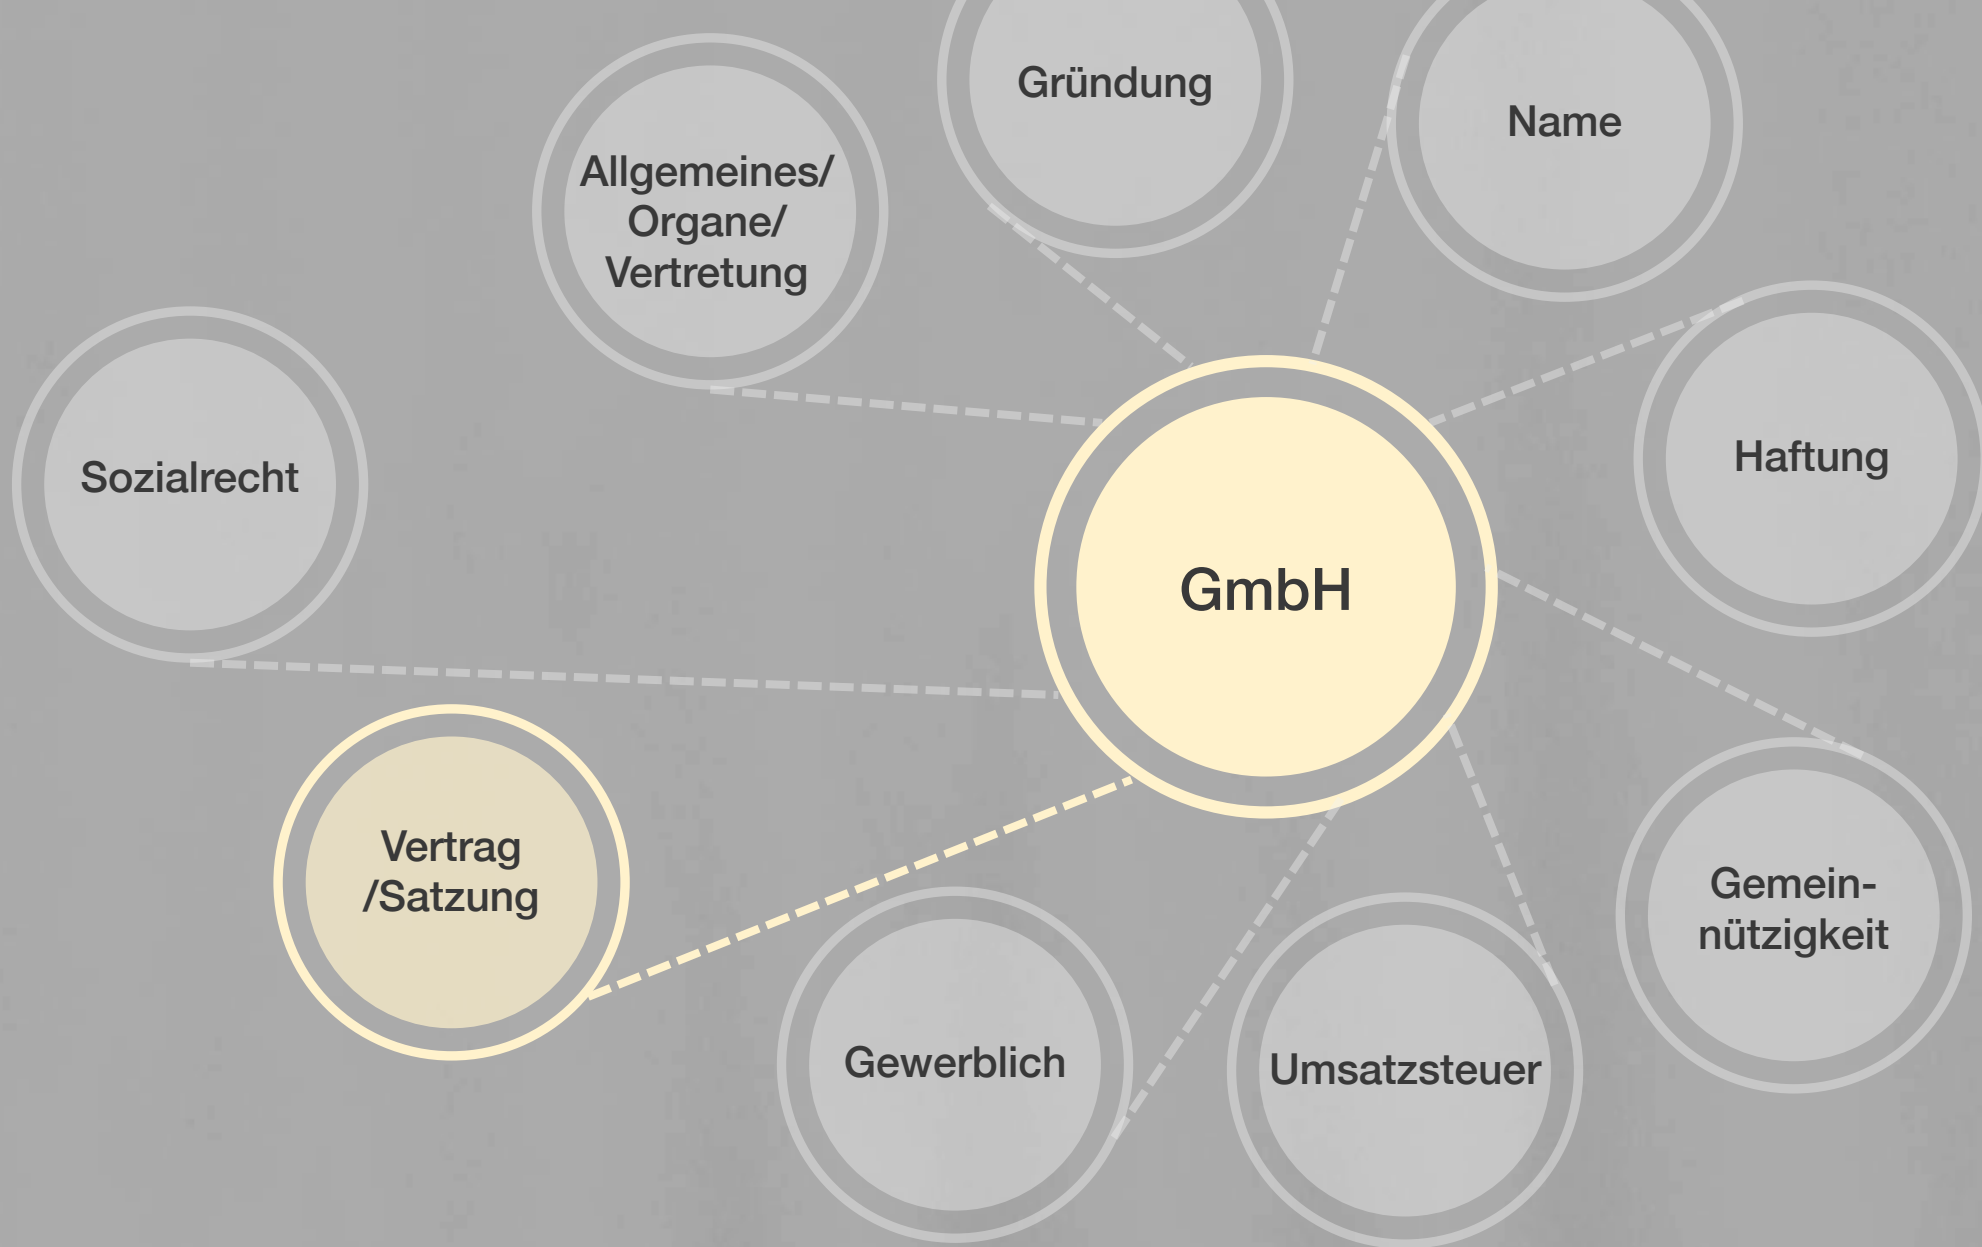 Gründung
Name
Allgemeines/
Organe/
Vertretung
Haftung
Sozialrecht
GmbH
Vertrag
/Satzung
Gemein-
nützigkeit
Gewerblich
Umsatzsteuer